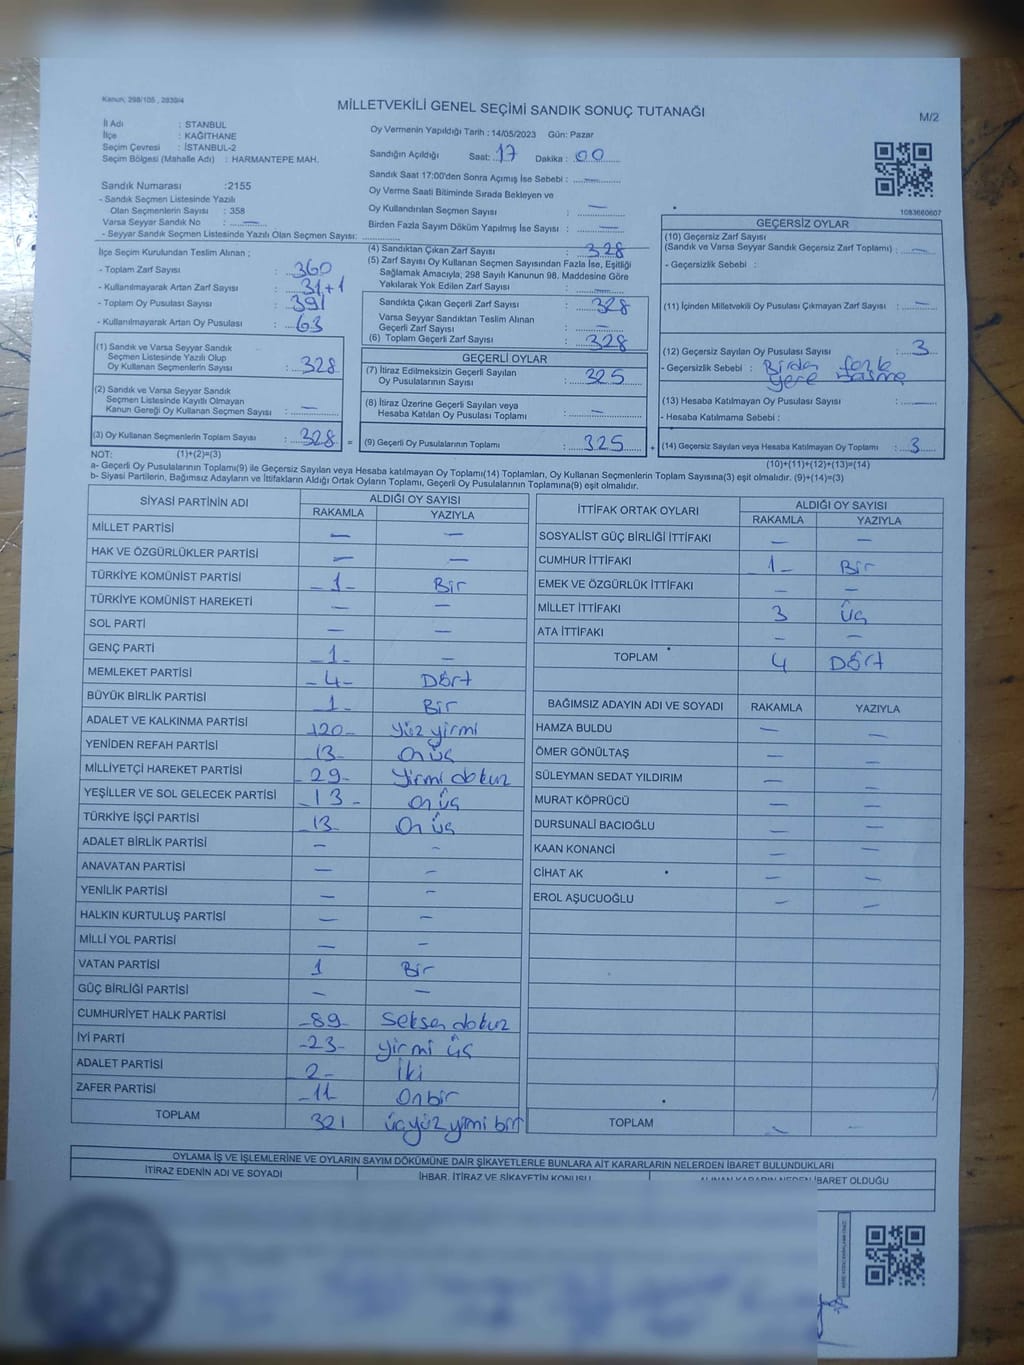 Kanun; 298/105 , 2839/4
MİLLETVEKİLİ GENEL SEÇİMİ SANDIK SONUÇ TUTANAĞI
M/2
İl Adı : STANBUL
İlçe : KAĞITHANE
Seçim Çevresi : İSTANBUL-2
Seçim Bölgesi (Mahalle Adı) : HARMANTEPE MAH.
Oy Vermenin Yapıldığı Tarih : 14/05/2023 Gün: Pazar
Sandığın Açıldığı Saat: 17 Dakika : 00
Sandık Saat 17:00'den Sonra Açımış İse Sebebi : —
Oy Verme Saati Bitiminde Sırada Bekleyen ve
Oy Kullandırılan Seçmen Sayısı : —
Birden Fazla Sayım Döküm Yapılmış İse Sayısı : —
1083660607
Sandık Numarası :2155
- Sandık Seçmen Listesinde Yazılı
Olan Seçmenlerin Sayısı : 358
Varsa Seyyar Sandık No : —
- Seyyar Sandık Seçmen Listesinde Yazılı Olan Seçmen Sayısı:
İlçe Seçim Kurulundan Teslim Alınan ;
- Toplam Zarf Sayısı : 360
- Kullanılmayarak Artan Zarf Sayısı : 31+1
- Toplam Oy Pusulası Sayısı : 391
- Kullanılmayarak Artan Oy Pusulası : 63
(1) Sandık ve Varsa Seyyar Sandık
Seçmen Listesinde Yazılı Olup
Oy Kullanan Seçmenlerin Sayısı : 328
(2) Sandık ve Varsa Seyyar Sandık
Seçmen Listesinde Kayıtlı Olmayan
Kanun Gereği Oy Kullanan Seçmen Sayısı : —
(3) Oy Kullanan Seçmenlerin Toplam Sayısı : 328 =
(4) Sandıktan Çıkan Zarf Sayısı : 328
(5) Zarf Sayısı Oy Kullanan Seçmen Sayısından Fazla İse, Eşitliği
Sağlamak Amacıyla; 298 Sayılı Kanunun 98. Maddesine Göre
Yakılarak Yok Edilen Zarf Sayısı : —
Sandıkta Çıkan Geçerli Zarf Sayısı : 328
Varsa Seyyar Sandıktan Teslim Alınan
Geçerli Zarf Sayısı : —
(6) Toplam Geçerli Zarf Sayısı : 328
GEÇERLİ OYLAR
(7) İtiraz Edilmeksizin Geçerli Sayılan
Oy Pusulalarının Sayısı : 325
(8) İtiraz Üzerine Geçerli Sayılan veya
Hesaba Katılan Oy Pusulası Toplamı : —
(9) Geçerli Oy Pusulalarının Toplamı : 325 +
GEÇERSİZ OYLAR
(10) Geçersiz Zarf Sayısı
(Sandık ve Varsa Seyyar Sandık Geçersiz Zarf Toplamı) : —
- Geçersizlik Sebebi :
(11) İçinden Milletvekili Oy Pusulası Çıkmayan Zarf Sayısı : —
(12) Geçersiz Sayılan Oy Pusulası Sayısı : 3
- Geçersizlik Sebebi : Birden fazla
yere basma
(13) Hesaba Katılmayan Oy Pusulası Sayısı : —
- Hesaba Katılmama Sebebi :
(14) Geçersiz Sayılan veya Hesaba Katılmayan Oy Toplamı : 3
NOT: (1)+(2)=(3)
(10)+(11)+(12)+(13)=(14)
a- Geçerli Oy Pusulalarının Toplamı(9) ile Geçersiz Sayılan veya Hesaba katılmayan Oy Toplamı(14) Toplamları, Oy Kullanan Seçmenlerin Toplam Sayısına(3) eşit olmalıdır. (9)+(14)=(3)
b- Siyasi Partilerin, Bağımsız Adayların ve İttifakların Aldığı Ortak Oyların Toplamı, Geçerli Oy Pusulalarının Toplamına(9) eşit olmalıdır.
SİYASİ PARTİNİN ADI ALDIĞI OY SAYISI
RAKAMLA YAZIYLA
MİLLET PARTİSİ — —
HAK VE ÖZGÜRLÜKLER PARTİSİ — —
TÜRKİYE KOMÜNİST PARTİSİ -1- Bir
TÜRKİYE KOMÜNİST HAREKETİ — —
SOL PARTİ — —
GENÇ PARTİ -1- —
MEMLEKET PARTİSİ -4- Dört
BÜYÜK BİRLİK PARTİSİ -1- Bir
ADALET VE KALKINMA PARTİSİ 120- yüz yirmi
YENİDEN REFAH PARTİSİ -13- On üç
MİLLİYETÇİ HAREKET PARTİSİ -29- Yirmi dokuz
YEŞİLLER VE SOL GELECEK PARTİSİ -13- on üç
TÜRKİYE İŞÇİ PARTİSİ -13- On üç
ADALET BİRLİK PARTİSİ — —
ANAVATAN PARTİSİ — —
YENİLİK PARTİSİ — —
HALKIN KURTULUŞ PARTİSİ — —
MİLLİ YOL PARTİSİ — —
VATAN PARTİSİ 1 Bir
GÜÇ BİRLİĞİ PARTİSİ — —
CUMHURİYET HALK PARTİSİ -89- Seksen dokuz
İYİ PARTİ -23- yirmi üç
ADALET PARTİSİ 2- İki
ZAFER PARTİSİ -11- Onbir
TOPLAM 321 üçyüz yirmi bir
İTTİFAK ORTAK OYLARI ALDIĞI OY SAYISI
RAKAMLA YAZIYLA
SOSYALİST GÜÇ BİRLİĞİ İTTİFAKI — —
CUMHUR İTTİFAKI 1- Bir
EMEK VE ÖZGÜRLÜK İTTİFAKI — —
MİLLET İTTİFAKI 3 Üç
ATA İTTİFAKI — —
TOPLAM 4 Dört
BAĞIMSIZ ADAYIN ADI VE SOYADI RAKAMLA YAZIYLA
HAMZA BULDU — —
ÖMER GÖNÜLTAŞ — —
SÜLEYMAN SEDAT YILDIRIM — —
MURAT KÖPRÜCÜ — —
DURSUNALİ BACIOĞLU — —
KAAN KONANCİ — —
CİHAT AK — —
EROL AŞUCUOĞLU — —
TOPLAM — —
OYLAMA İŞ VE İŞLEMLERİNE VE OYLARIN SAYIM DÖKÜMÜNE DAİR ŞİKAYETLERLE BUNLARA AİT KARARLARIN NELERDEN İBARET BULUNDUKLARI
İTİRAZ EDENİN ADI VE SOYADI İHBAR, İTİRAZ VE ŞİKAYETİN KONUSU ALINAN KARARIN NEDEN İBARET OLDUĞU